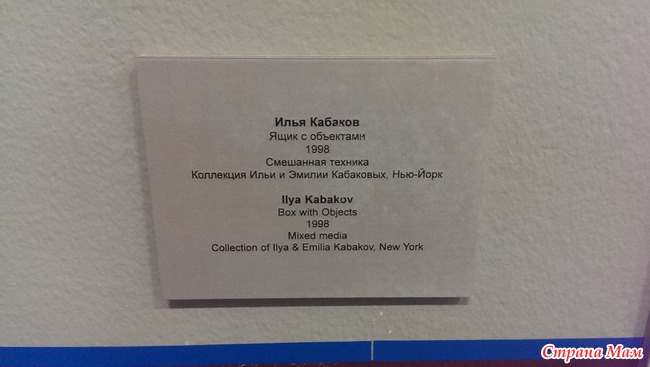 Илья Кабаков
Ящик с объектами
1998
Смешанная техника
Коллекция Ильи и Эмилии Кабаковых, Нью-Йорк
Ilya Kabakov
Box with Objects
1998
Mixed media
Collection of Ilya & Emilia Kabakov, New York
Страна Мам